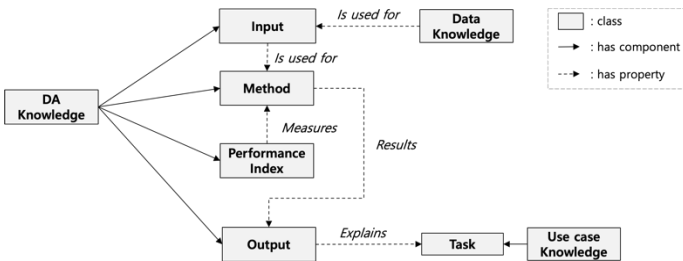 Input
Is used for
Data
Knowledge
: class
: has component
: has property
Is used for
DA
Knowledge
Method
Measures
Results
Performance
Index
Output
Explains
Task
Use case
Knowledge